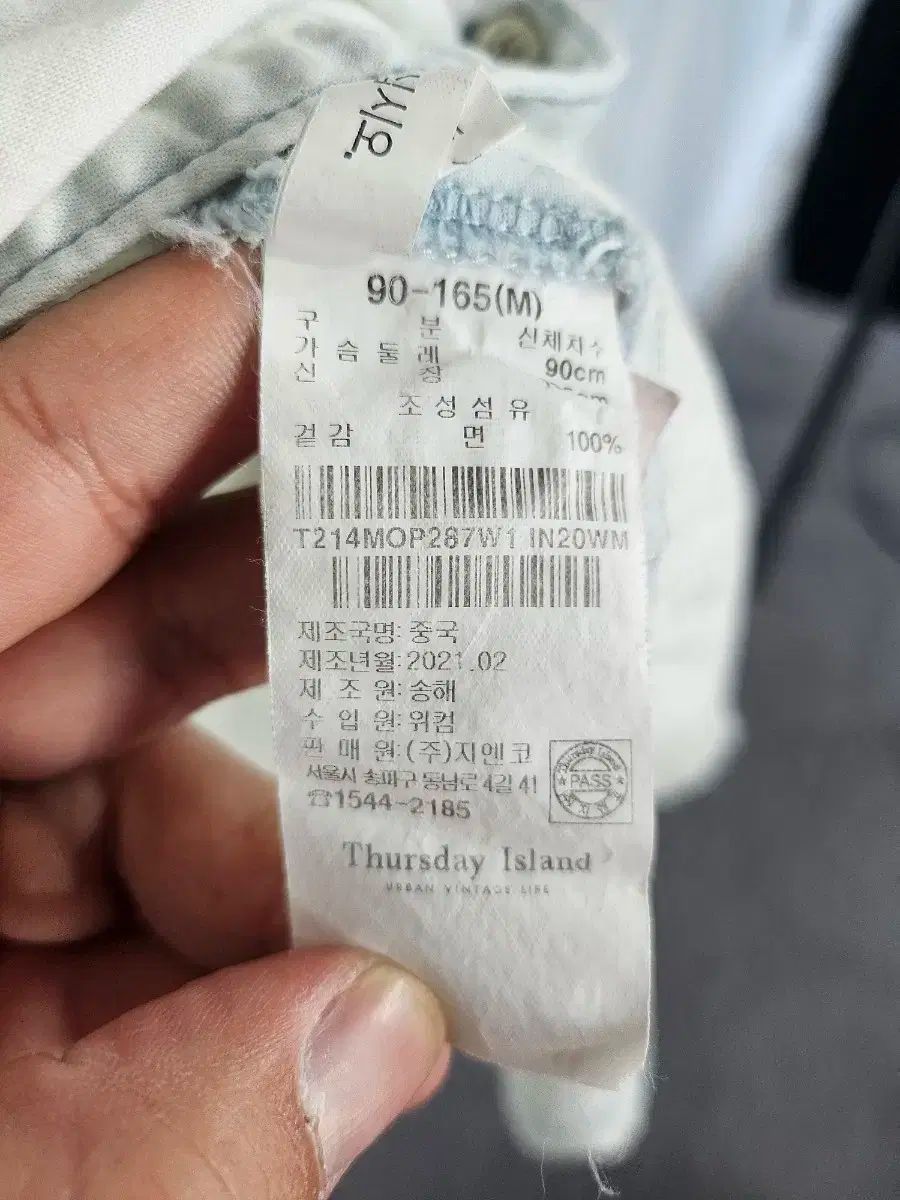 90-165(M)
구 분 신체치수
가 슴 둘 레 90cm
신 장
조 성 섬 유
겉 감 면 100%
T214MOP287W1 IN20WM
제조국명: 중국
제조년월: 2021.02
제 조 원: 송해
수 입 원: 위컴
판 매 원: (주)지엔코
서울시 송파구 동남로 4길 41
☎1544-2185
Thursday Island
PASS
Thursday Island
URBAN VINTAGE LIFE